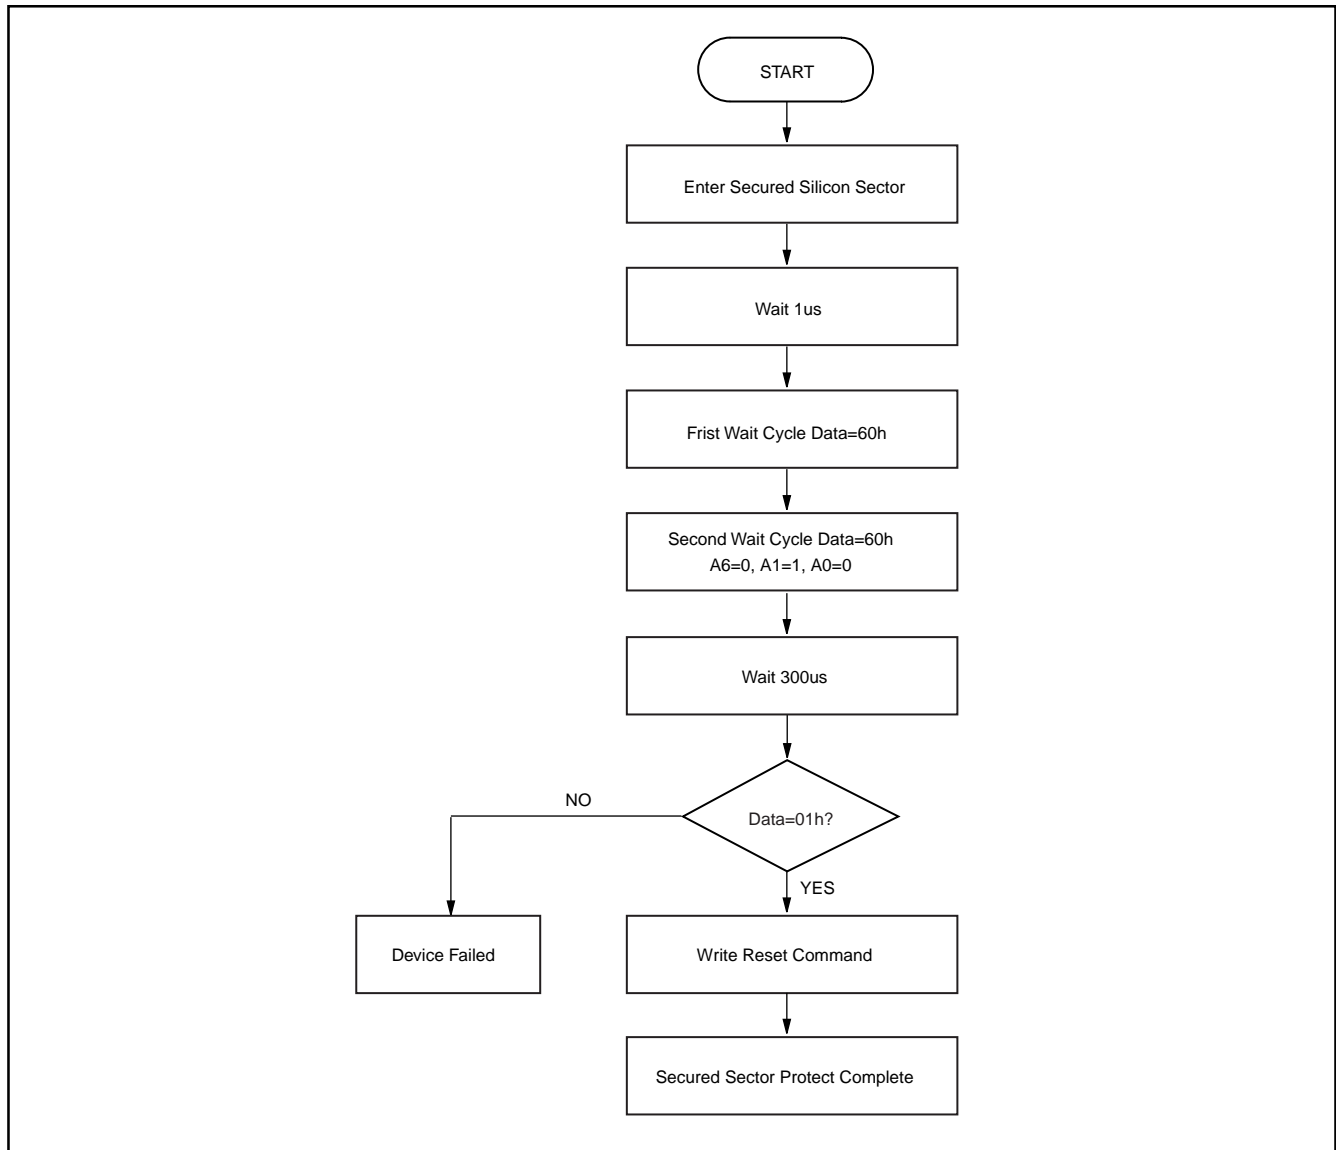 START
Enter Secured Silicon Sector
Wait 1us
Frist Wait Cycle Data=60h
Second Wait Cycle Data=60h
A6=0, A1=1, A0=0
Wait 300us
Data=01h?
NO
YES
Device Failed
Write Reset Command
Secured Sector Protect Complete